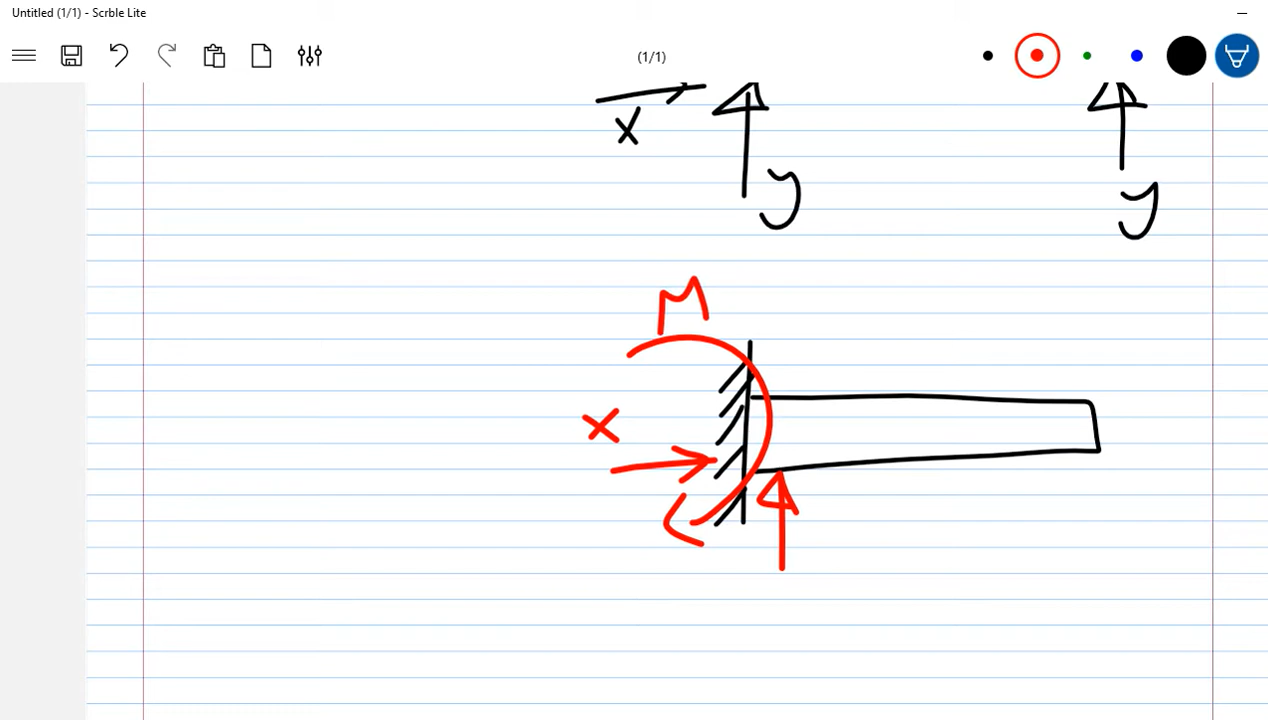 Untitled (1/1) - Scrble Lite
(1/1)
x
y
y
M
x